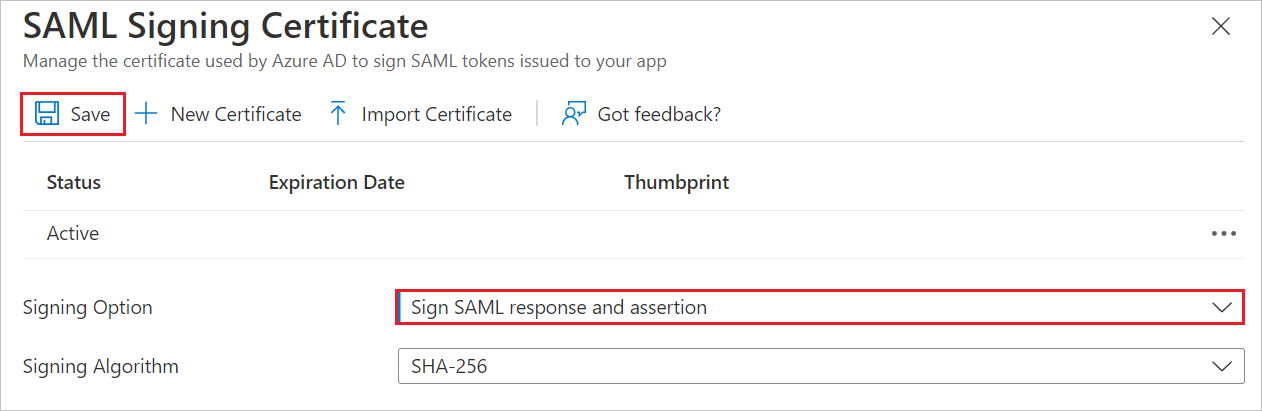 SAML Signing Certificate
Manage the certificate used by Azure AD to sign SAML tokens issued to your app
Save New Certificate Import Certificate Got feedback?
Status Expiration Date Thumbprint
Active
Signing Option Sign SAML response and assertion
Signing Algorithm SHA-256